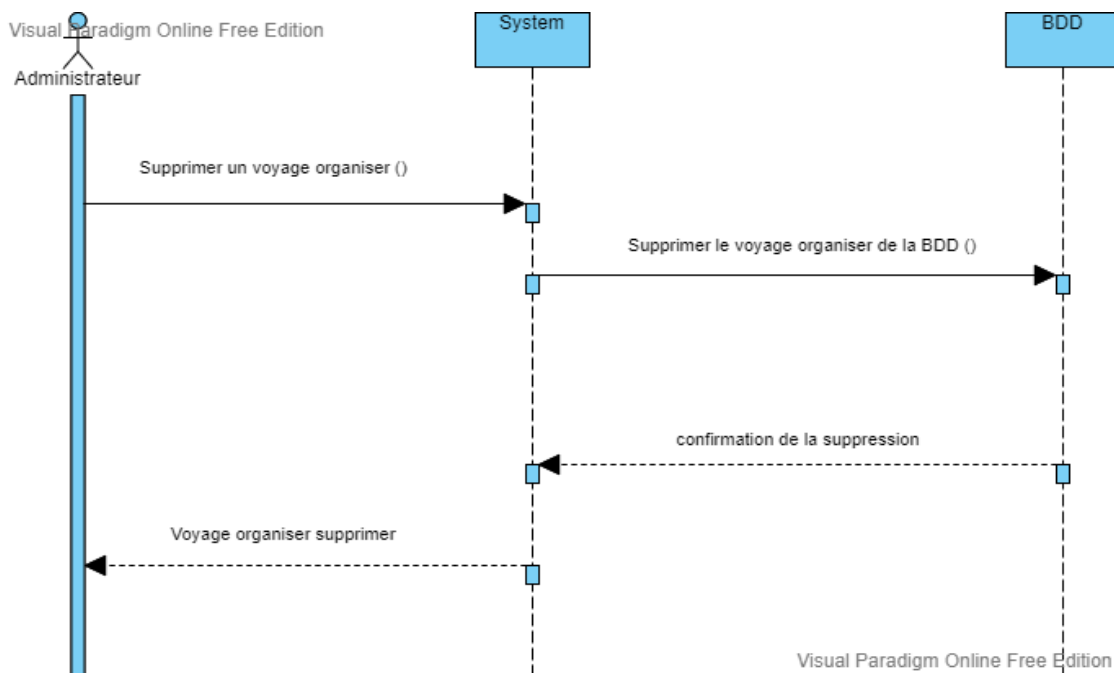 Visual Paradigm Online Free Edition
System
BDD
Administrateur
Supprimer un voyage organiser ()
Supprimer le voyage organiser de la BDD ()
confirmation de la suppression
Voyage organiser supprimer
Visual Paradigm Online Free Edition